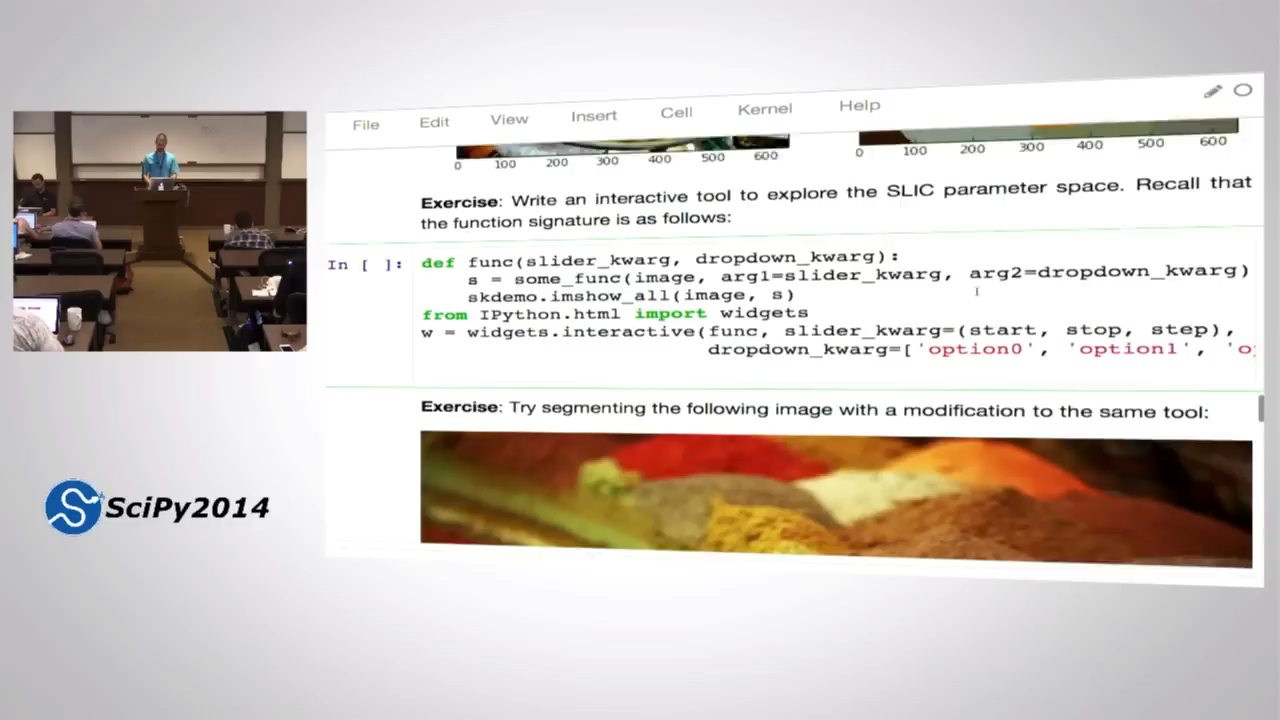 File Edit View Insert Cell Kernel Help
0 100 200 300 400 500 600 0 100 200 300 400 500 600
Exercise: Write an interactive tool to explore the SLIC parameter space. Recall that
the function signature is as follows:
In [ ]: def func(slider_kwarg, dropdown_kwarg):
s = some_func(image, arg1=slider_kwarg, arg2=dropdown_kwarg)
skdemo.imshow_all(image, s)
from IPython.html import widgets
w = widgets.interactive(func, slider_kwarg=(start, stop, step),
dropdown_kwarg=['option0', 'option1', 'o
Exercise: Try segmenting the following image with a modification to the same tool:
SciPy2014